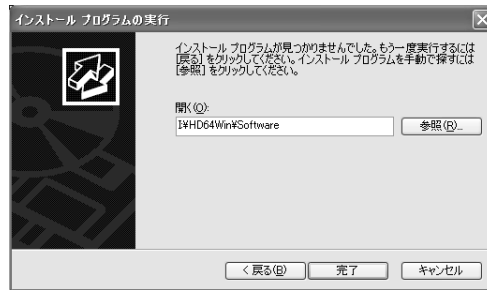 インストール プログラムの実行
インストール プログラムが見つかりませんでした。もう一度実行するには
[戻る] をクリックしてください。インストール プログラムを手動で探すには
[参照] をクリックしてください。
開く(O):
I¥HD64Win¥Software
参照(R)...
< 戻る(B)
完了
キャンセル